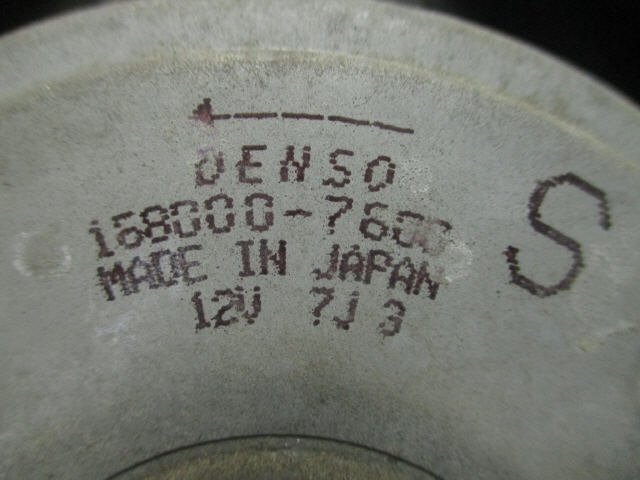 DENSO
168000-7600
MADE IN JAPAN
12V 7J 3
S